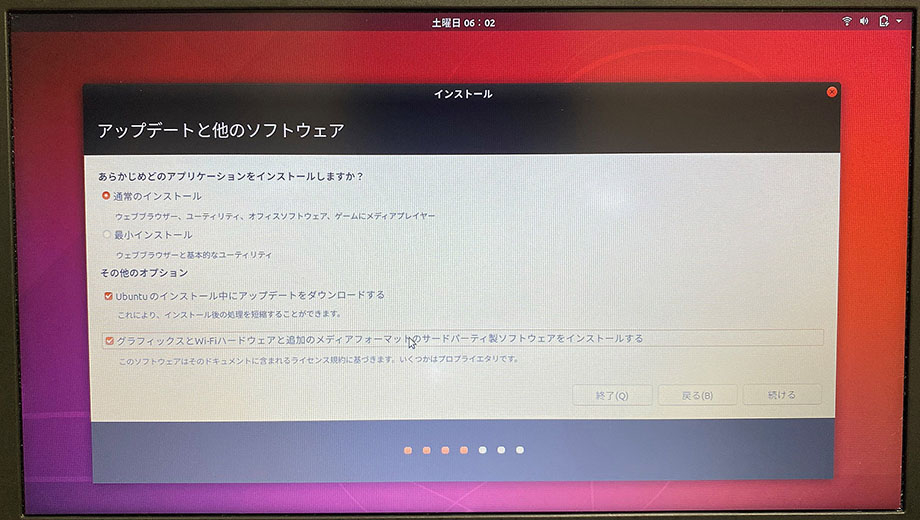 土曜日 06：02
インストール
アップデートと他のソフトウェア
あらかじめどのアプリケーションをインストールしますか？
通常のインストール
ウェブブラウザー、ユーティリティ、オフィスソフトウェア、ゲームにメディアプレイヤー
最小インストール
ウェブブラウザーと基本的なユーティリティ
その他のオプション
Ubuntu のインストール中にアップデートをダウンロードする
これにより、インストール後の処理を短縮することができます。
グラフィックスとWi-Fiハードウェアと追加のメディアフォーマットのサードパーティ製ソフトウェアをインストールする
このソフトウェアはそのドキュメントに含まれるライセンス規約に基づきます。いくつかはプロプライエタリです。
終了(Q)
戻る(B)
続ける